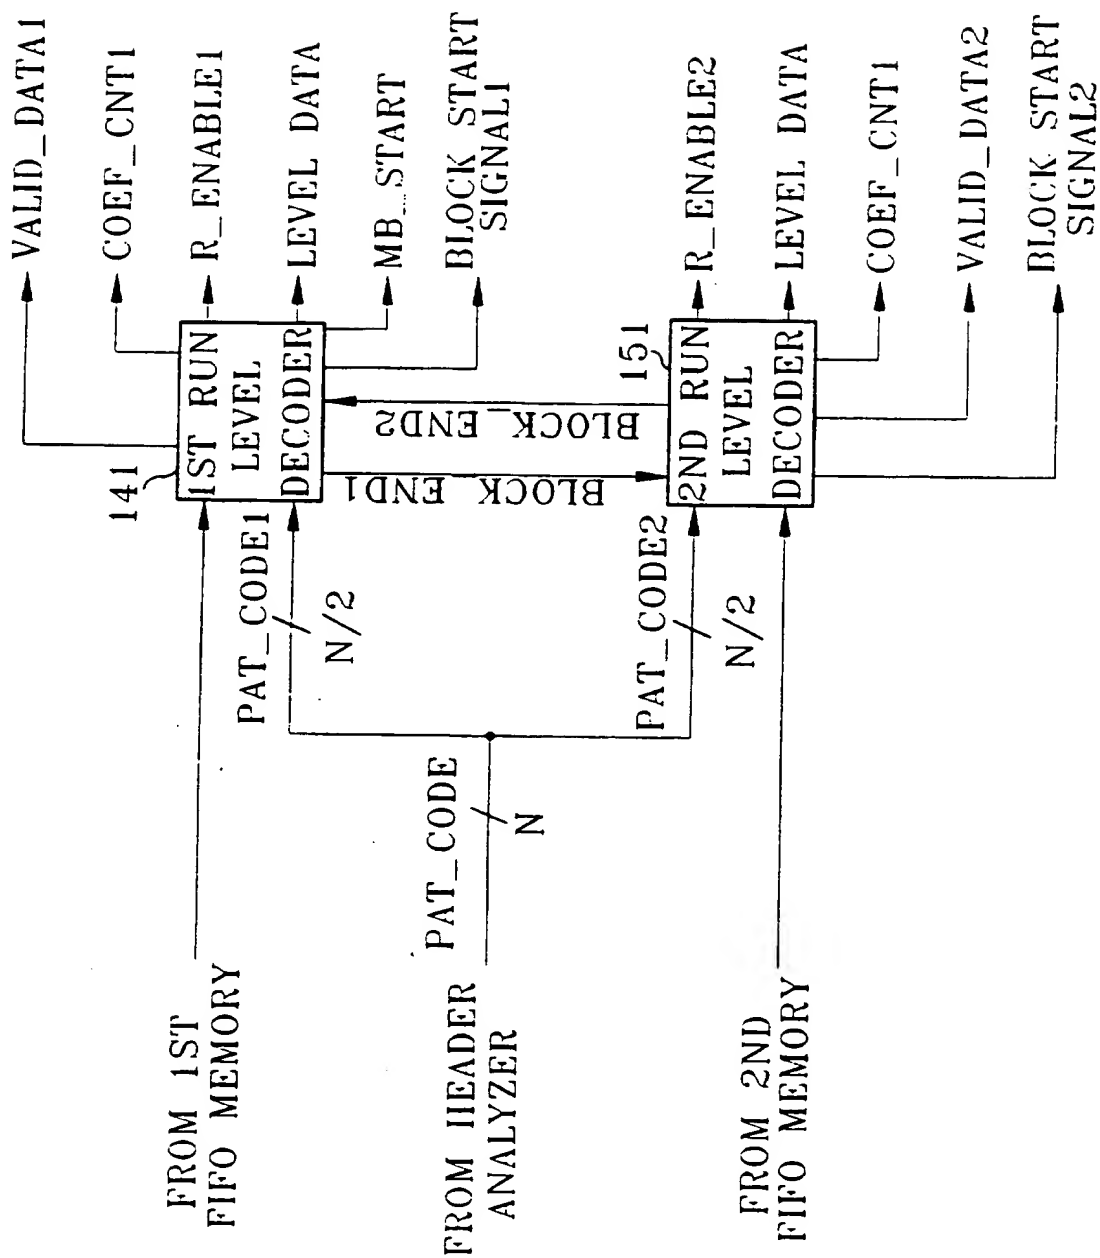 VALID_DATA1
COEF_CNT1
R_ENABLE1
LEVEL DATA
MB_START
BLOCK START
SIGNAL1
141
1ST RUN
LEVEL
DECODER
FROM 1ST
FIFO MEMORY
PAT_CODE1
N/2
BLOCK_END1
BLOCK_END2
FROM HEADER
ANALYZER
PAT_CODE
N
PAT_CODE2
N/2
151
2ND RUN
LEVEL
DECODER
FROM 2ND
FIFO MEMORY
R_ENABLE2
LEVEL DATA
COEF_CNT1
VALID_DATA2
BLOCK START
SIGNAL2